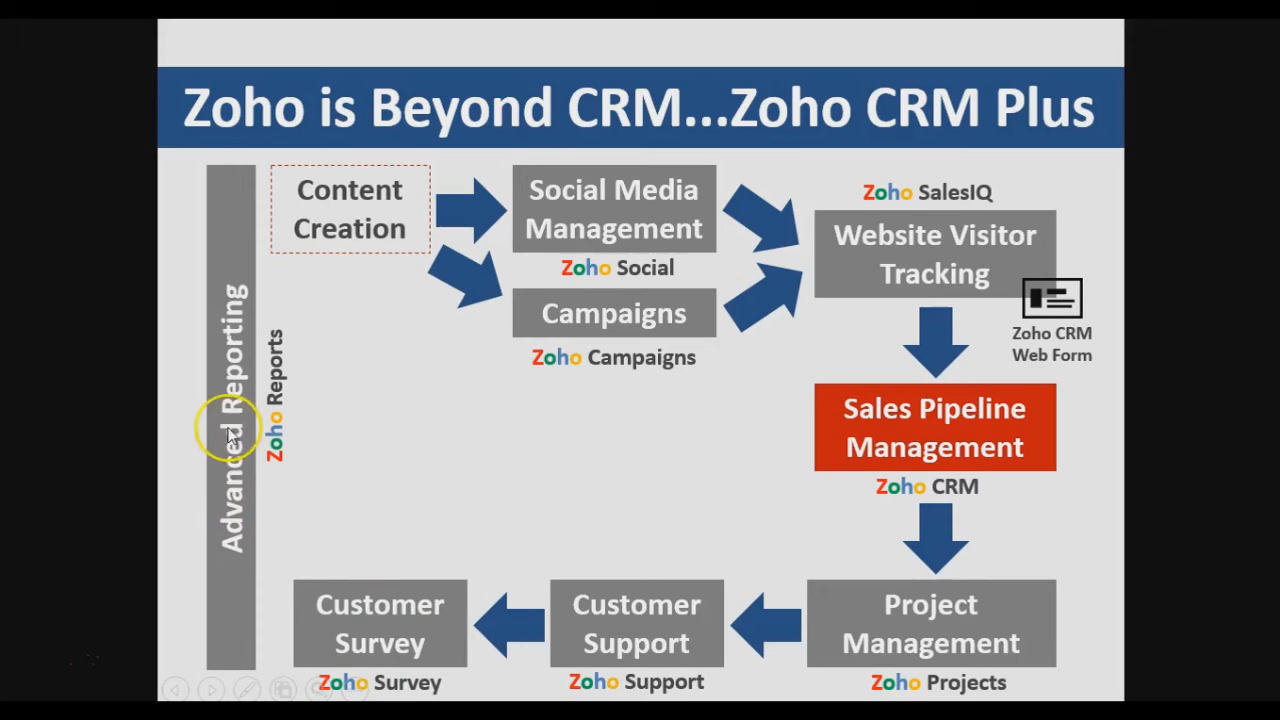 Zoho is Beyond CRM...Zoho CRM Plus
Content
Creation
Social Media
Management
Zoho Social
Campaigns
Zoho Campaigns
Zoho SalesIQ
Website Visitor
Tracking
Zoho CRM
Web Form
Sales Pipeline
Management
Zoho CRM
Project
Management
Zoho Projects
Customer
Support
Zoho Support
Customer
Survey
Zoho Survey
Advanced Reporting
Zoho Reports